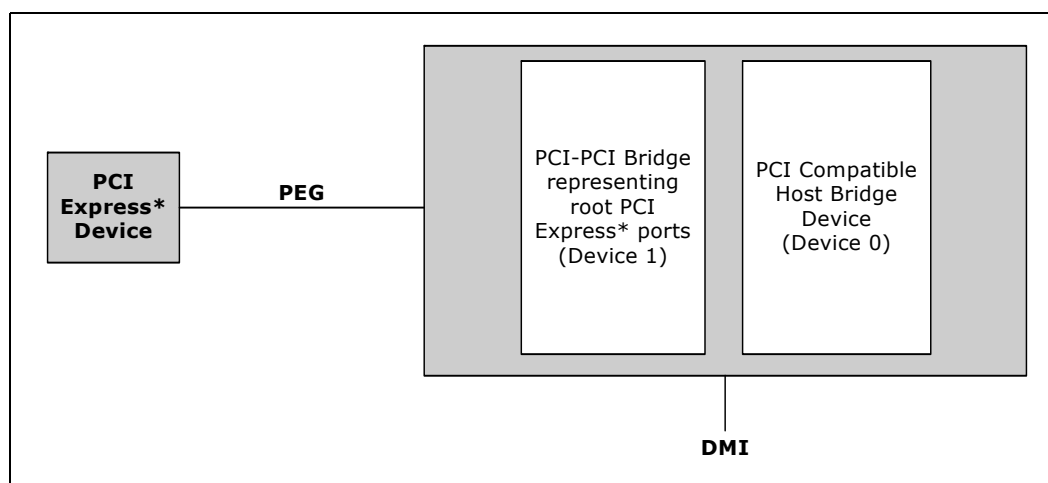 PCI
Express*
Device
PEG
PCI-PCI Bridge
representing
root PCI
Express* ports
(Device 1)
PCI Compatible
Host Bridge
Device
(Device 0)
DMI